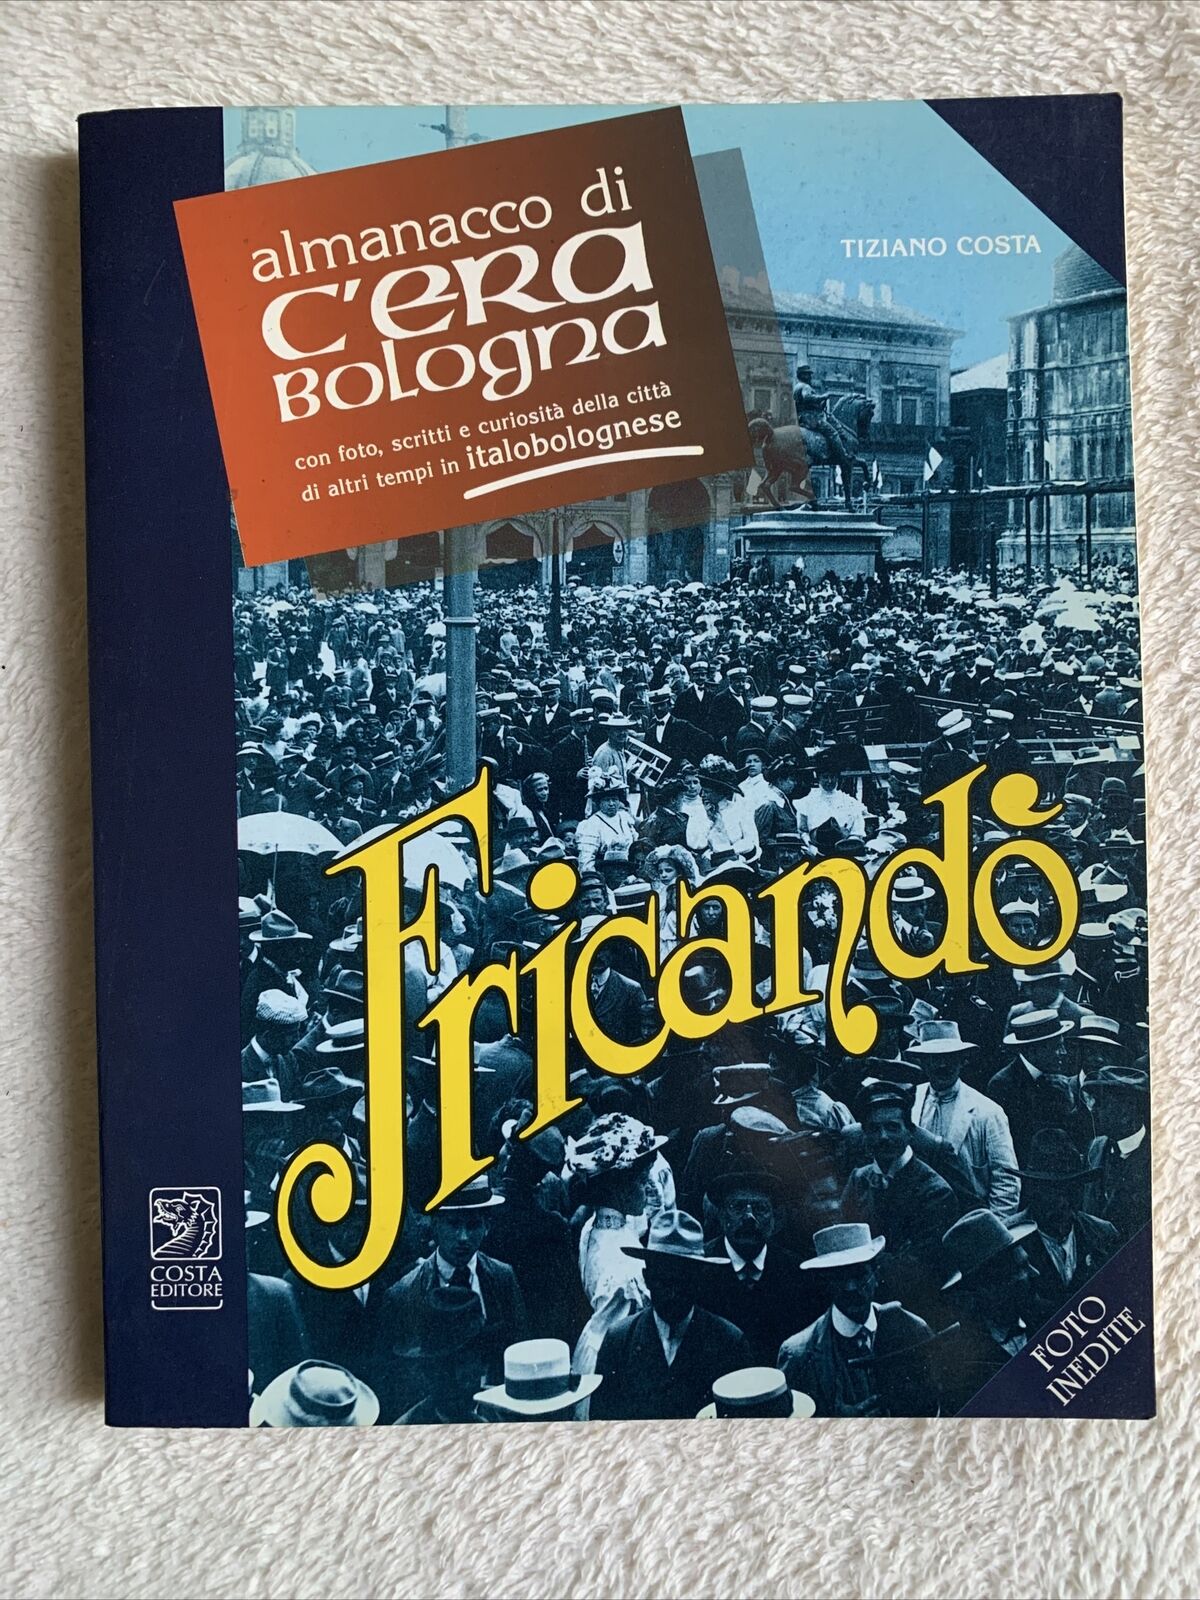 almanacco di
C'ERA
BOLOGNA
con foto, scritti e curiosità della città
di altri tempi in italobolognese
TIZIANO COSTA
Fricandò
COSTA
EDITORE
FOTO
INEDITE